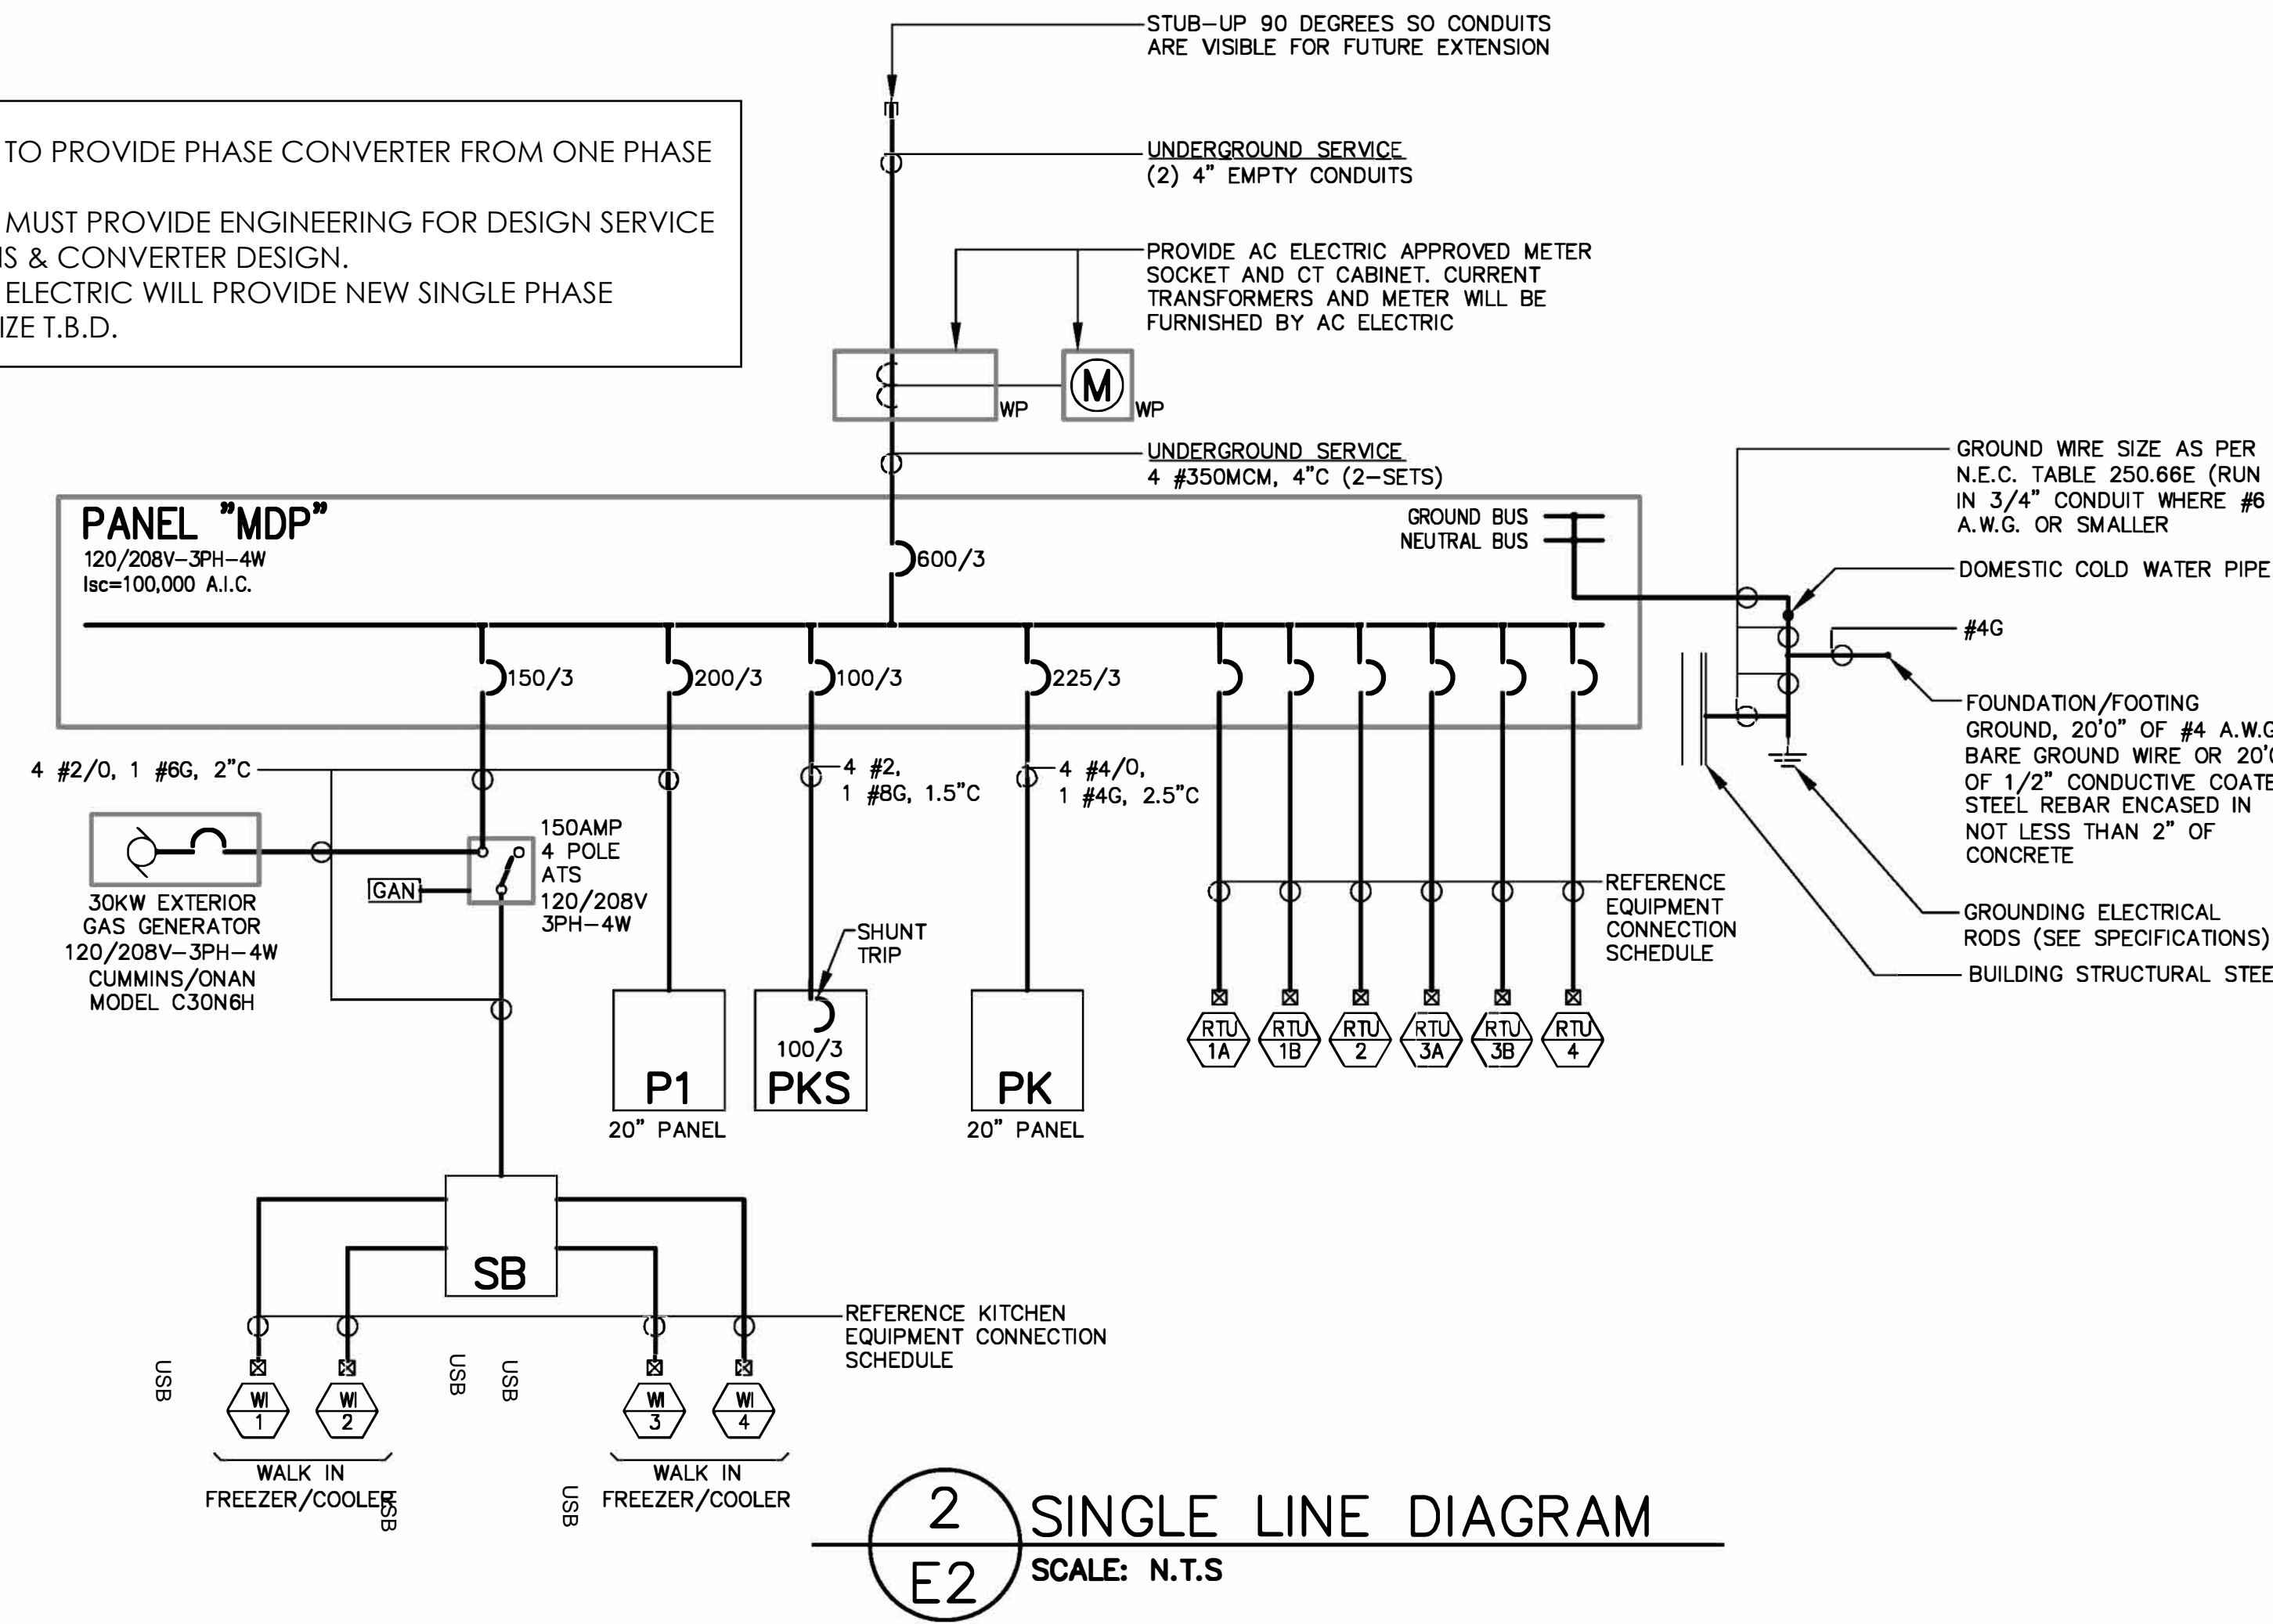 STUB-UP 90 DEGREES SO CONDUITS
ARE VISIBLE FOR FUTURE EXTENSION
TO PROVIDE PHASE CONVERTER FROM ONE PHASE
MUST PROVIDE ENGINEERING FOR DESIGN SERVICE
& CONVERTER DESIGN.
ELECTRIC WILL PROVIDE NEW SINGLE PHASE
T.B.D.
UNDERGROUND SERVICE
(2) 4" EMPTY CONDUITS
PROVIDE AC ELECTRIC APPROVED METER
SOCKET AND CT CABINET. CURRENT
TRANSFORMERS AND METER WILL BE
FURNISHED BY AC ELECTRIC
WP
M
WP
UNDERGROUND SERVICE
4 #350MCM, 4"C (2-SETS)
PANEL "MDP"
120/208V-3PH-4W
Isc=100,000 A.I.C.
600/3
GROUND BUS
NEUTRAL BUS
150/3
200/3
100/3
225/3
GROUND WIRE SIZE AS PER
N.E.C. TABLE 250.66E (RUN
IN 3/4" CONDUIT WHERE #6
A.W.G. OR SMALLER
DOMESTIC COLD WATER PIPE
#4G
FOUNDATION/FOOTING
GROUND, 20'0" OF #4 A.W.G
BARE GROUND WIRE OR 20'0
OF 1/2" CONDUCTIVE COATE
STEEL REBAR ENCASED IN
NOT LESS THAN 2" OF
CONCRETE
GROUNDING ELECTRICAL
RODS (SEE SPECIFICATIONS)
BUILDING STRUCTURAL STEE
4 #2/0, 1 #6G, 2"C
4 #2,
1 #8G, 1.5"C
4 #4/0,
1 #4G, 2.5"C
30KW EXTERIOR
GAS GENERATOR
120/208V-3PH-4W
CUMMINS/ONAN
MODEL C30N6H
GAN
150AMP
4 POLE
ATS
120/208V
3PH-4W
SHUNT
TRIP
REFERENCE
EQUIPMENT
CONNECTION
SCHEDULE
P1
20" PANEL
100/3
PKS
PK
20" PANEL
RTU
1A
RTU
1B
RTU
2
RTU
3A
RTU
3B
RTU
4
SB
REFERENCE KITCHEN
EQUIPMENT CONNECTION
SCHEDULE
USB
USB
USB
WI
1
WI
2
WI
3
WI
4
WALK IN
FREEZER/COOLER
USB
USB
WALK IN
FREEZER/COOLER
2
E2
SINGLE LINE DIAGRAM
SCALE: N.T.S